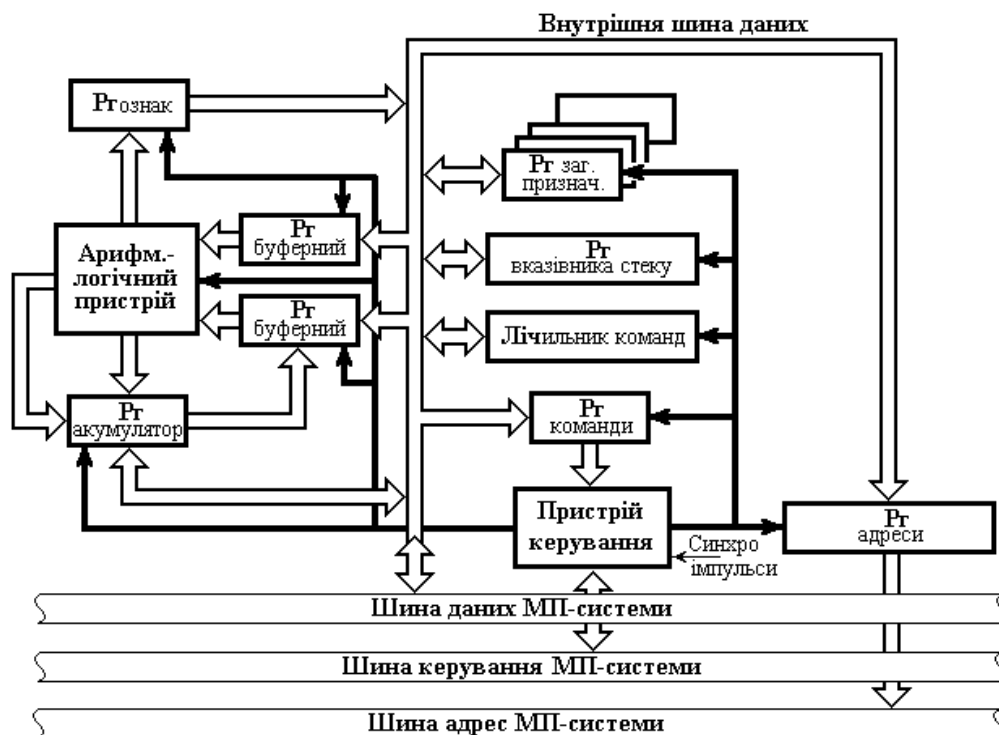 Внутрішня шина даних
Рг ознак
Рг заг.
признач.
Рг
буферний
Арифм.-
логічний
пристрій
Рг
вказівника стеку
Рг
буферний
Лічильник команд
Рг
акумулятор
Рг
команди
Пристрій
керування
Рг
адреси
Синхро
імпульси
Шина даних МП-системи
Шина керування МП-системи
Шина адрес МП-системи